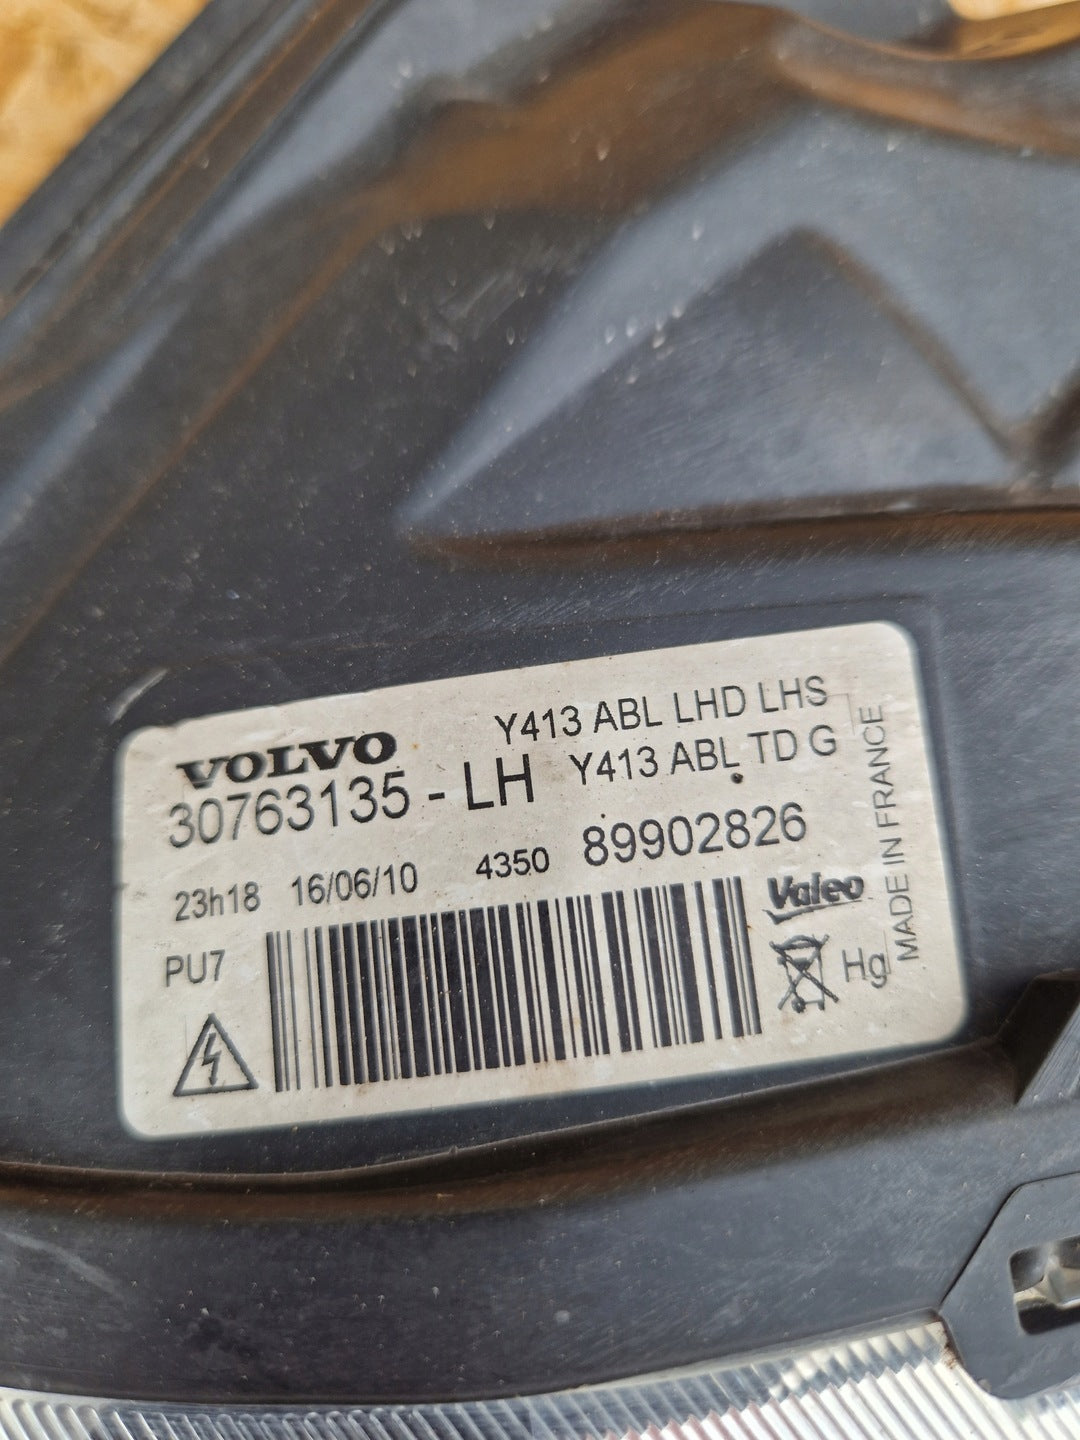 VOLVO
Y413 ABL LHD LHS
30763135 - LH
Y413 ABL TD G
23h18 16/06/10 4350 89902826
PU7
Valeo
Hg
MADE IN FRANCE